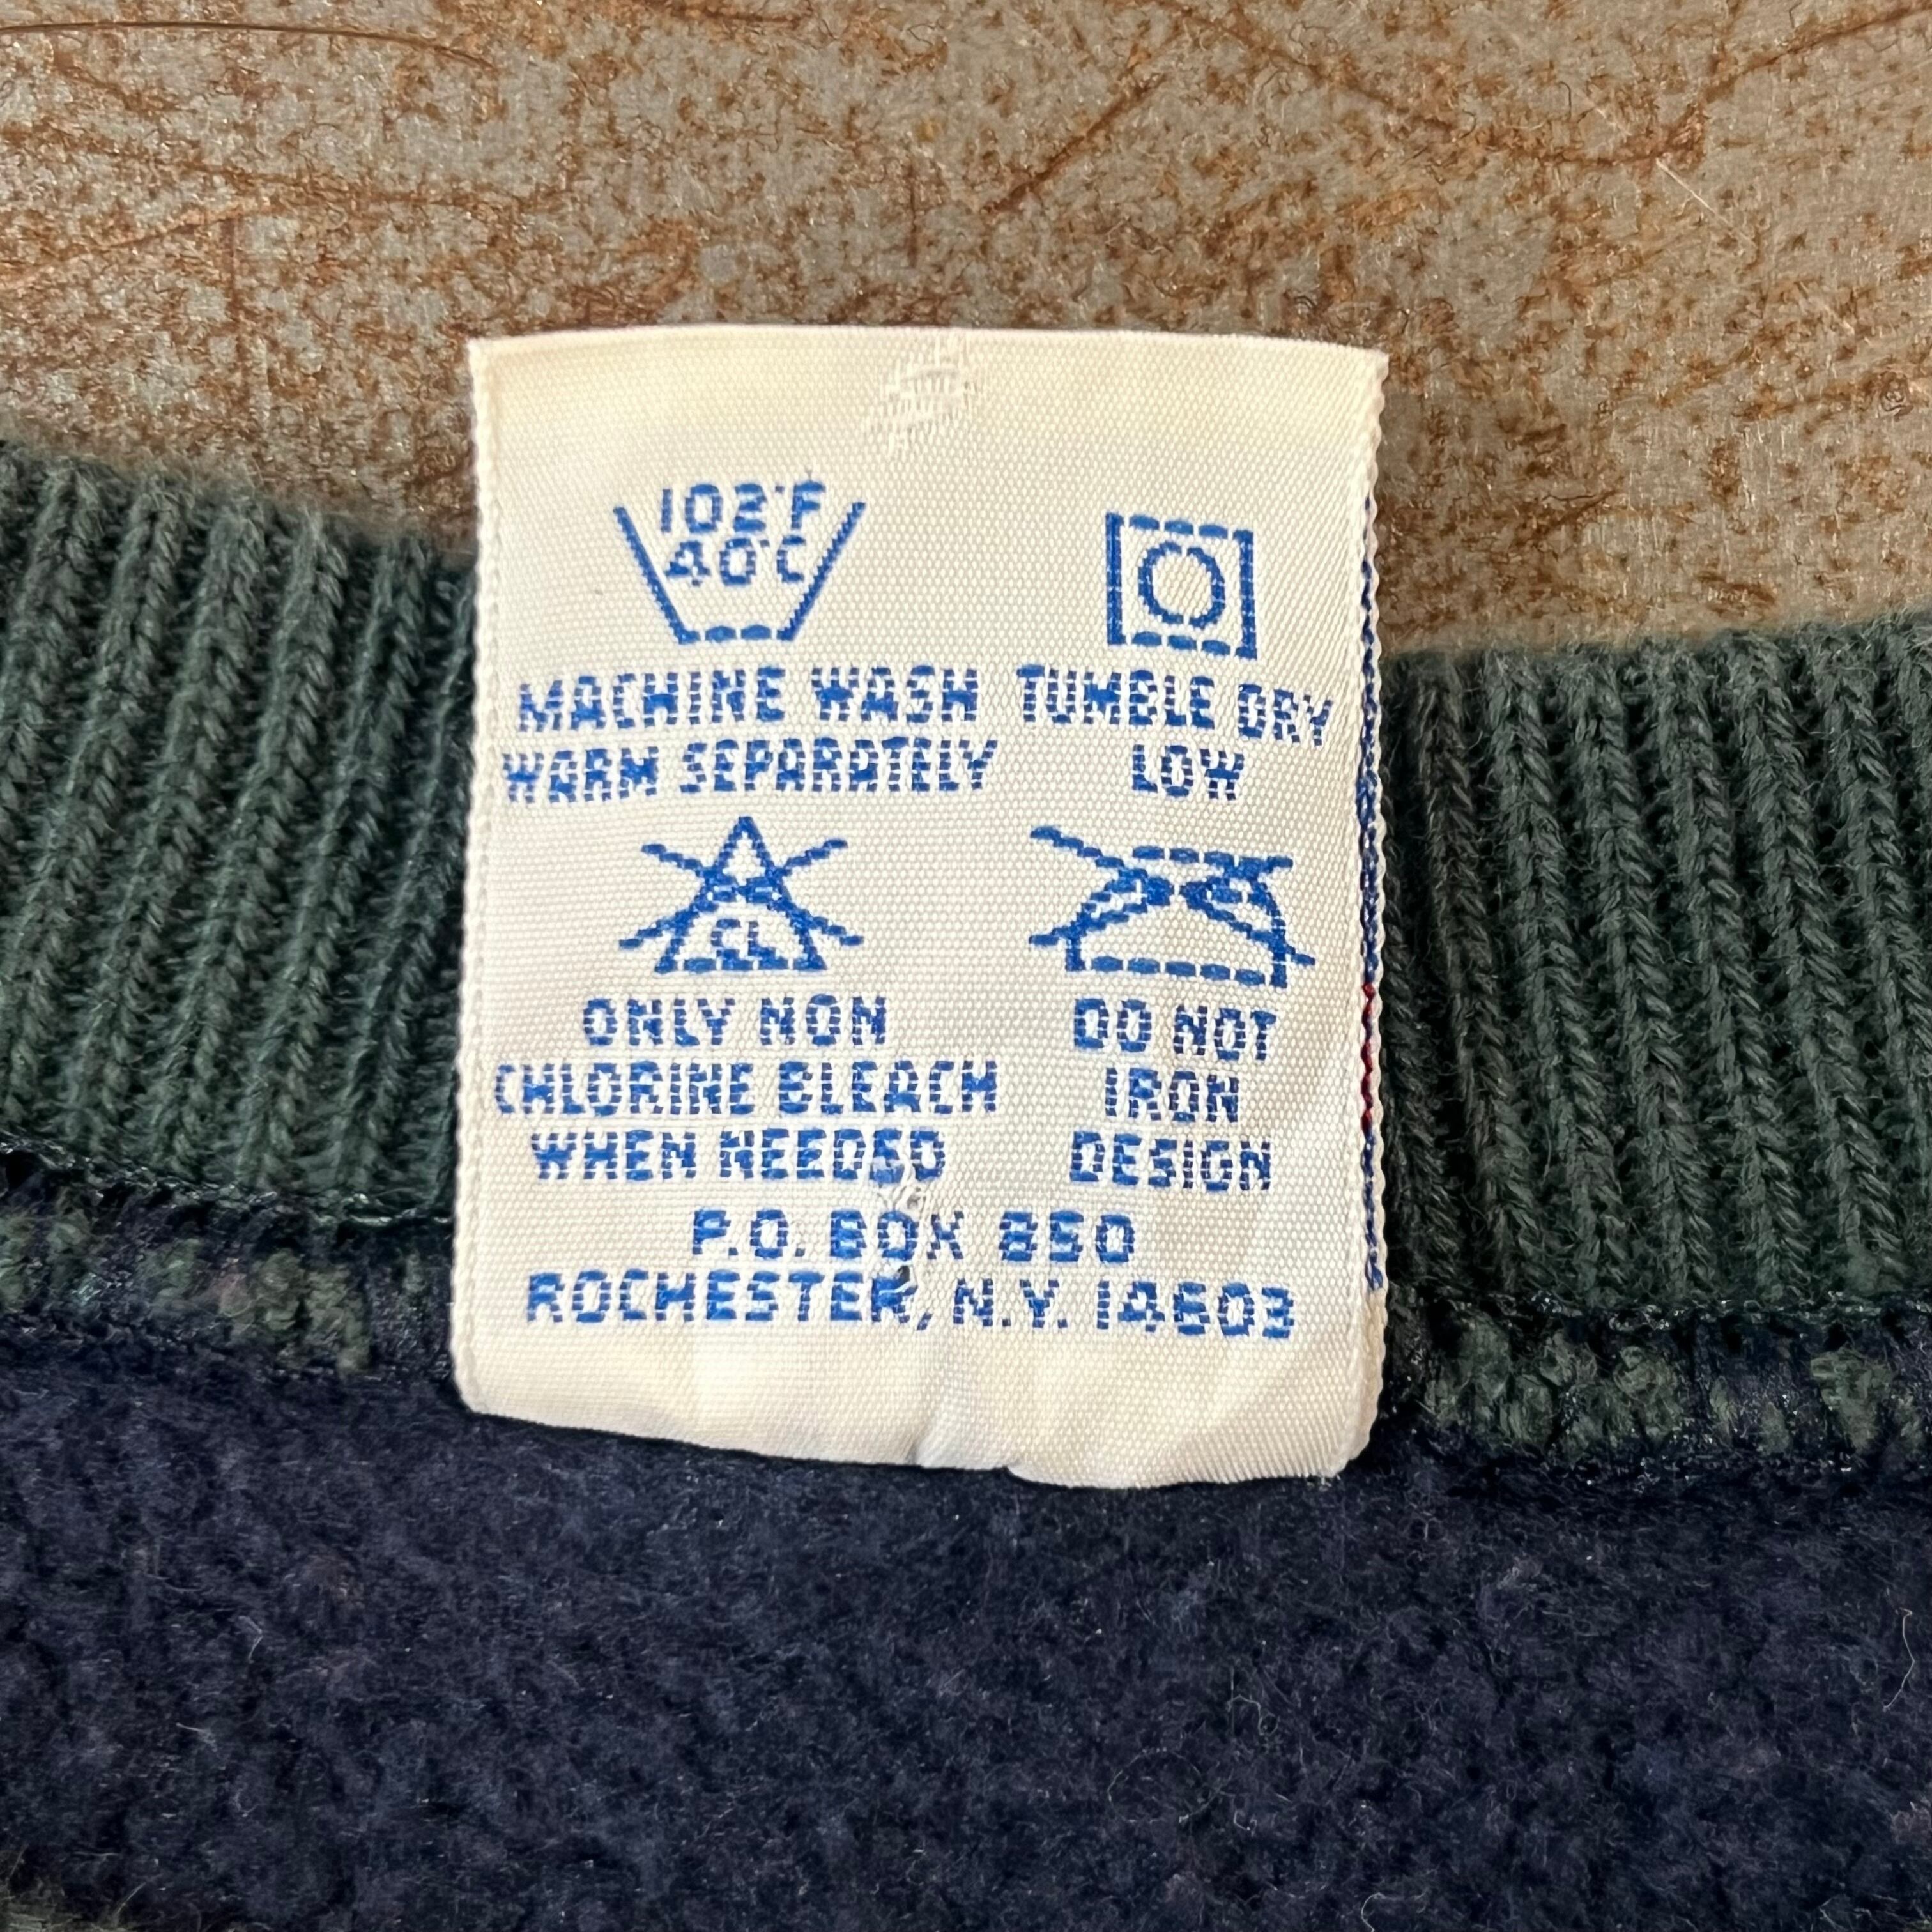 102°F
40°C
MACHINE WASH
WARM SEPARATELY
TUMBLE DRY
LOW
CL
ONLY NON
CHLORINE BLEACH
WHEN NEEDED
DO NOT
IRON
DESIGN
P.O. BOX 850
ROCHESTER, N.Y. 14603